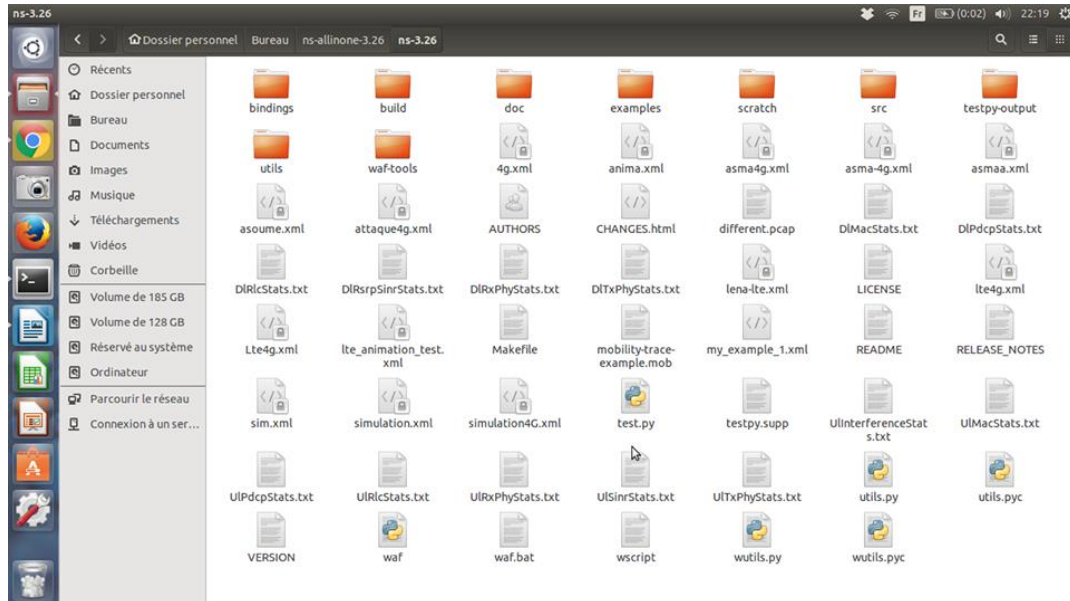 ns-3.26
Fr (0:02) 22:19
Dossier personnel Bureau ns-allinone-3.26 ns-3.26
Récents
Dossier personnel
Bureau
Documents
Images
Musique
Téléchargements
Vidéos
Corbeille
Volume de 185 GB
Volume de 128 GB
Réservé au système
Ordinateur
Parcourir le réseau
Connexion à un ser...
bindings build doc examples scratch src testpy-output
utils waf-tools 4g.xml anima.xml asma4g.xml asma-4g.xml asmaa.xml
asoume.xml attaque4g.xml AUTHORS CHANGES.html different.pcap DlMacStats.txt DlPdcpStats.txt
DlRlcStats.txt DlRsrpSinrStats.txt DlRxPhyStats.txt DlTxPhyStats.txt lena-lte.xml LICENSE lte4g.xml
Lte4g.xml lte_animation_test.xml Makefile mobility-trace-example.mob my_example_1.xml README RELEASE_NOTES
sim.xml simulation.xml simulation4G.xml test.py testpy.supp UlInterferenceStats.txt UlMacStats.txt
UlPdcpStats.txt UlRlcStats.txt UlRxPhyStats.txt UlSinrStats.txt UlTxPhyStats.txt utils.py utils.pyc
VERSION waf waf.bat wscript wutils.py wutils.pyc